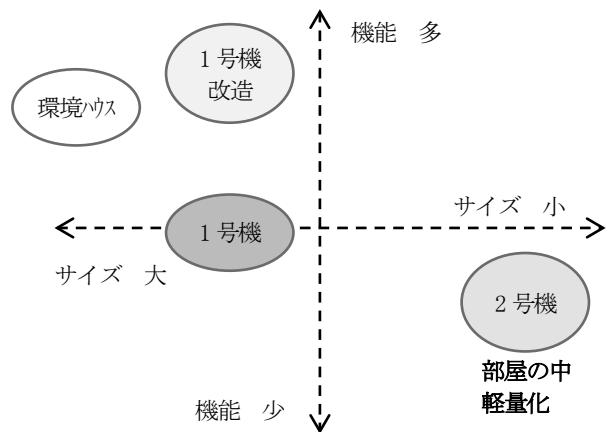 機能　多
１号機
改造
環境ﾊｳｽ
サイズ　小
１号機
サイズ　大
２号機
部屋の中
軽量化
機能　少